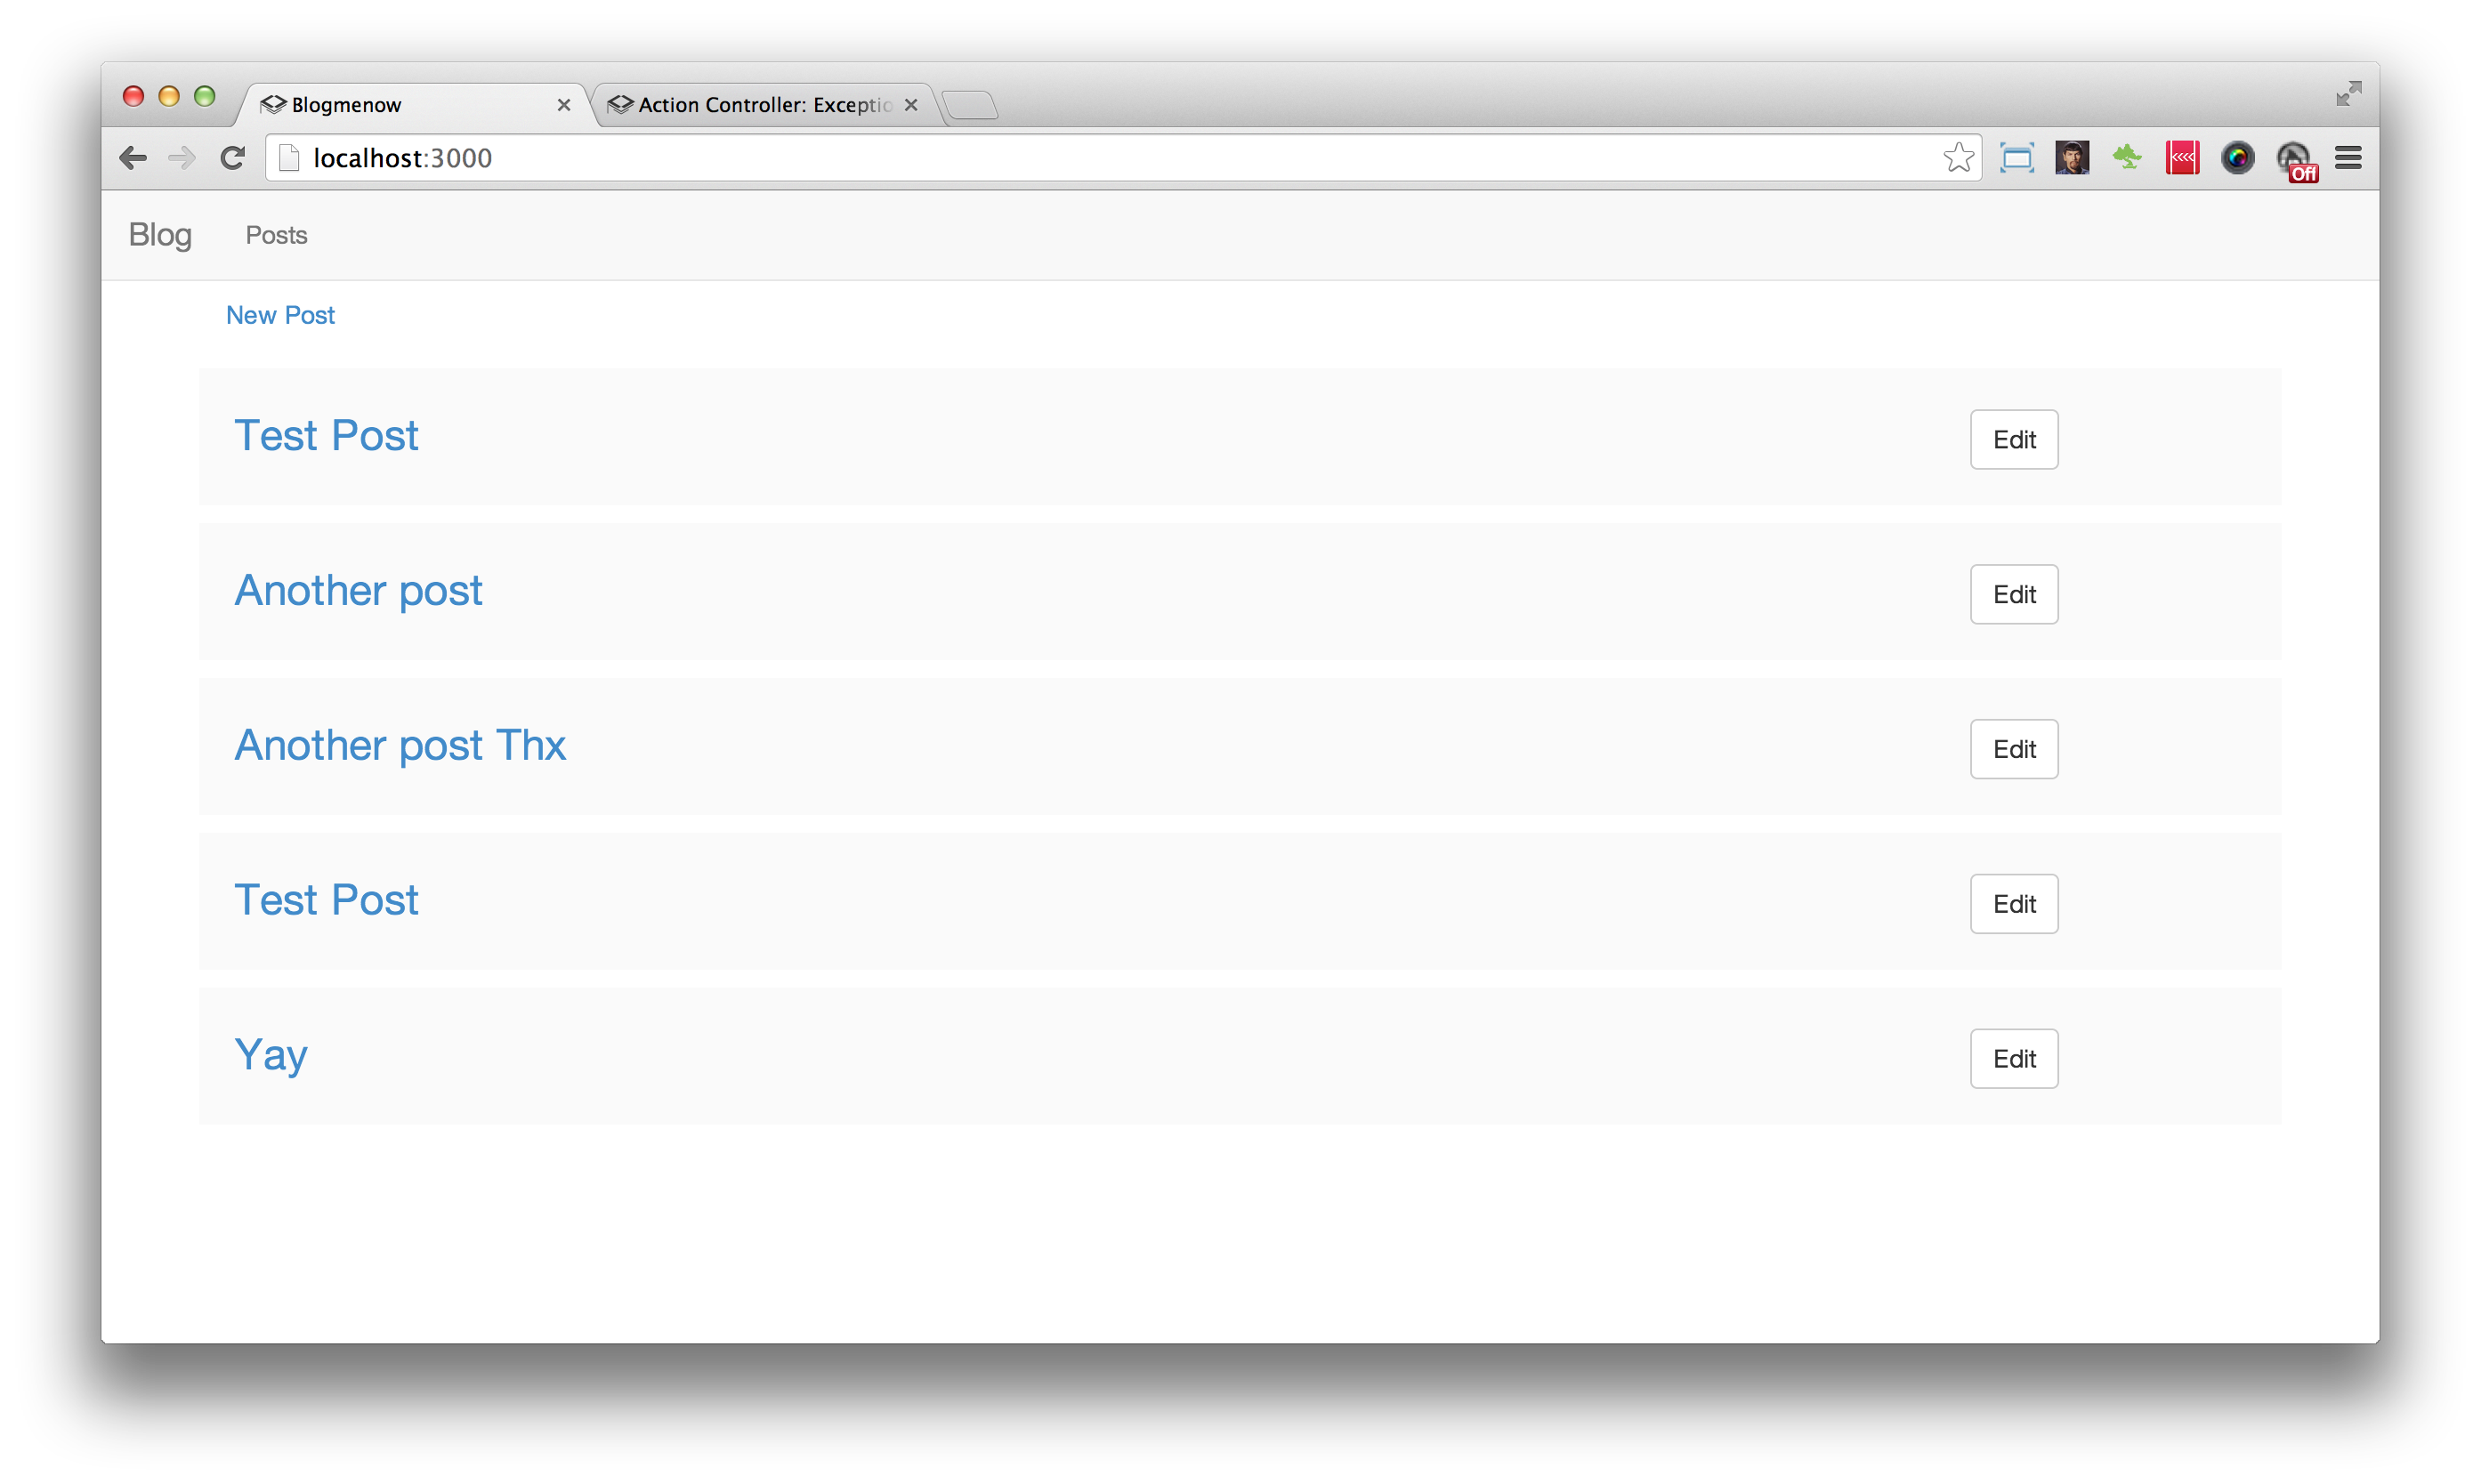 Blogmenow
Action Controller: Exceptio
localhost:3000
Off
Blog Posts
New Post
Test Post Edit
Another post Edit
Another post Thx Edit
Test Post Edit
Yay Edit